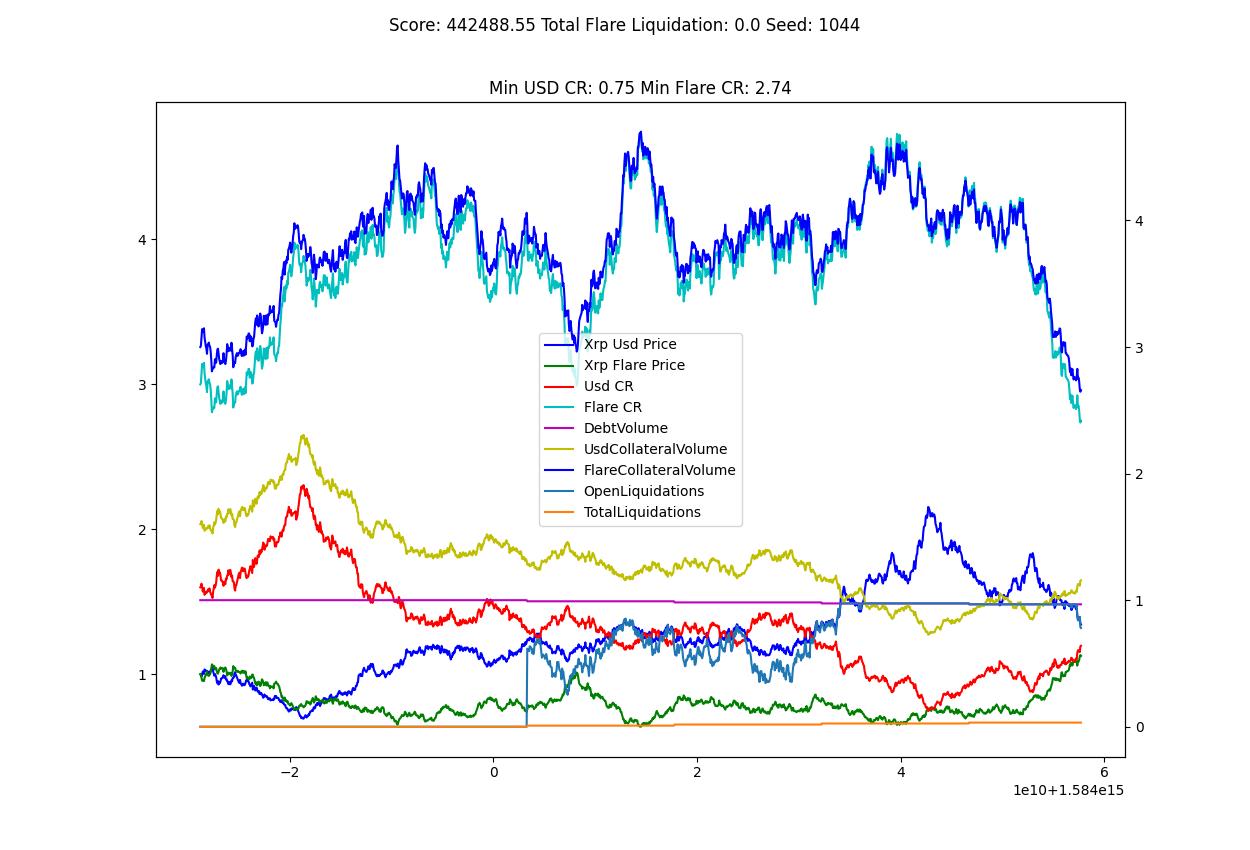 Score: 442488.55 Total Flare Liquidation: 0.0 Seed: 1044
Min USD CR: 0.75 Min Flare CR: 2.74
4
3
2
1
4
3
2
1
0
Xrp Usd Price
Xrp Flare Price
Usd CR
Flare CR
DebtVolume
UsdCollateralVolume
FlareCollateralVolume
OpenLiquidations
TotalLiquidations
−2 0 2 4 6
1e10+1.584e15